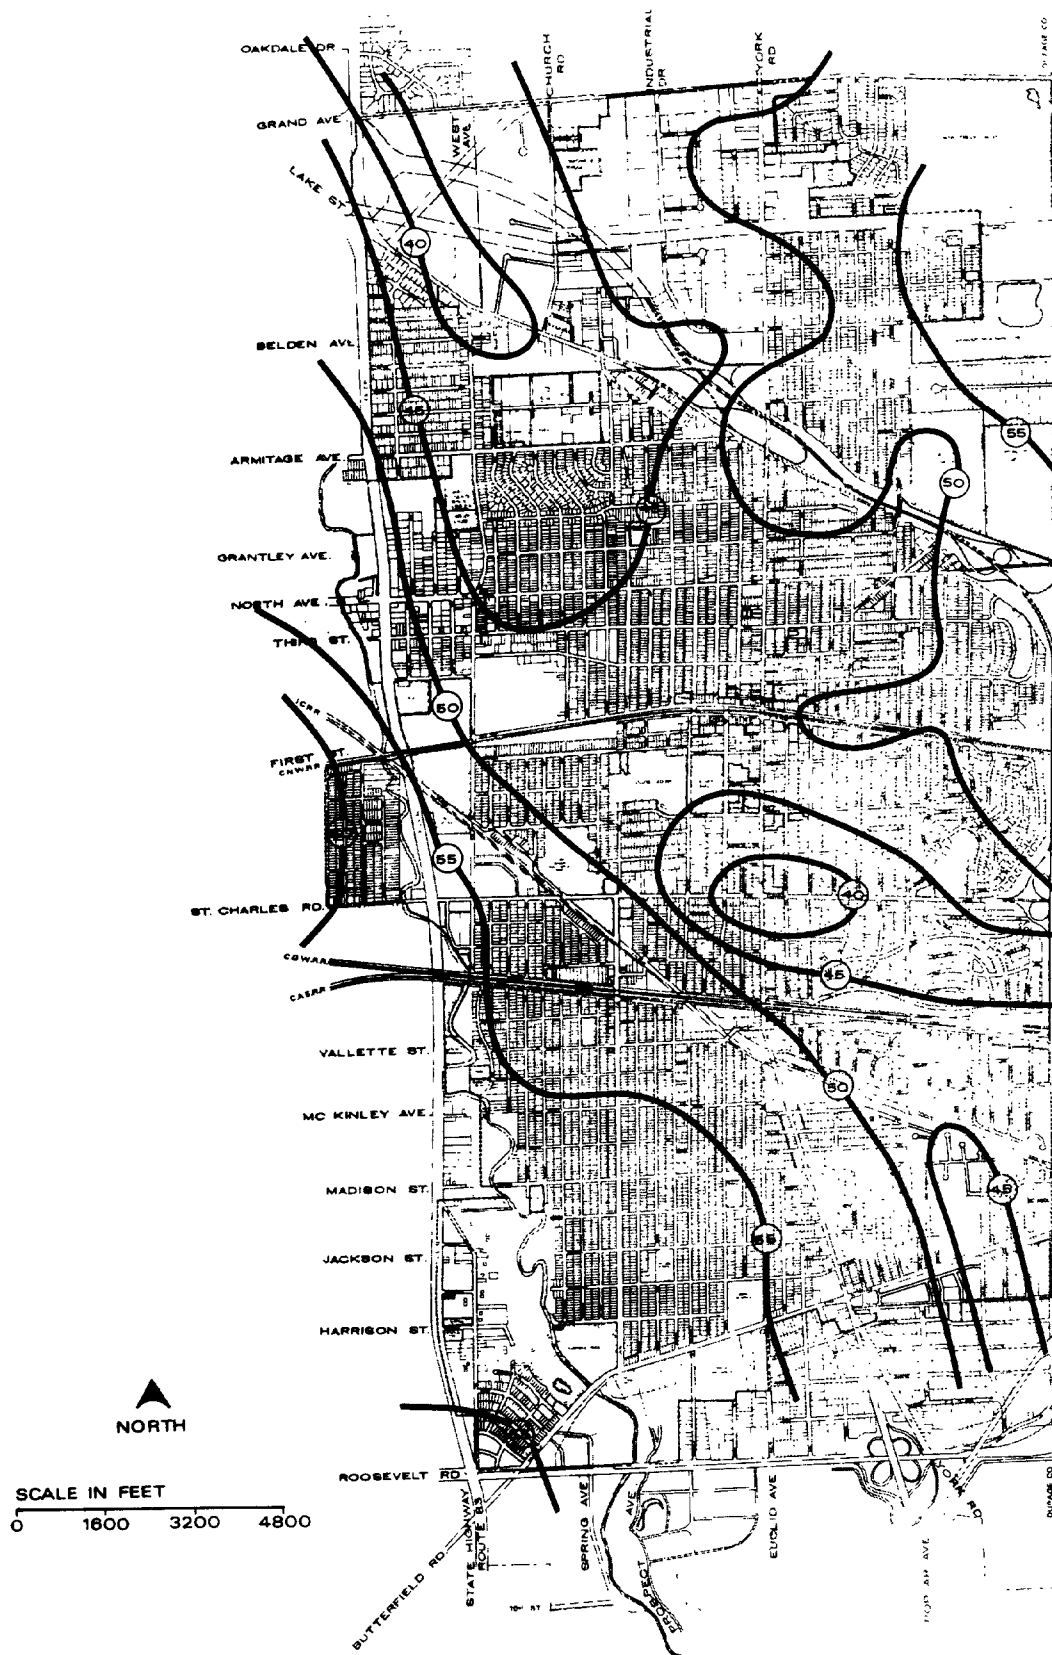 OAKDALE DR
GRAND AVE
LAKE ST.
WEST AVE
CHURCH RD
INDUSTRIAL DR
YORK RD
40
BELDEN AVE
45
55
50
ARMITAGE AVE.
GRANTLEY AVE.
NORTH AVE.
THIRD ST.
50
ICRR
FIRST ST.
CNWRR
55
40
ST. CHARLES RD.
CGWRR
45
CASRR
VALLETTE ST.
50
MC KINLEY AVE.
MADISON ST.
45
55
JACKSON ST.
HARRISON ST.
NORTH
ROOSEVELT RD
SCALE IN FEET
0 1600 3200 4800
STATE HIGHWAY ROUTE 83
BUTTERFIELD RD
SPRING AVE
PROSPECT AVE
EUCLID AVE
YORK RD